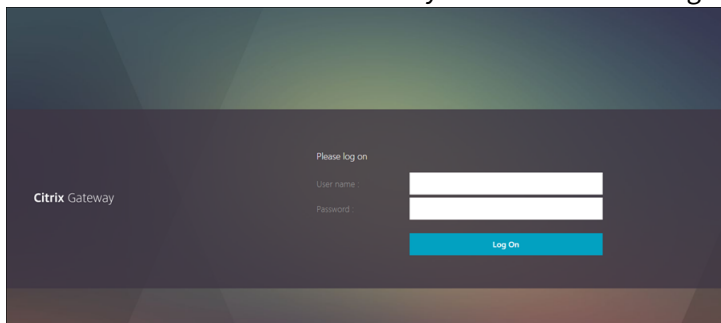 Please log on
User name :
Password :
Citrix Gateway
Log On